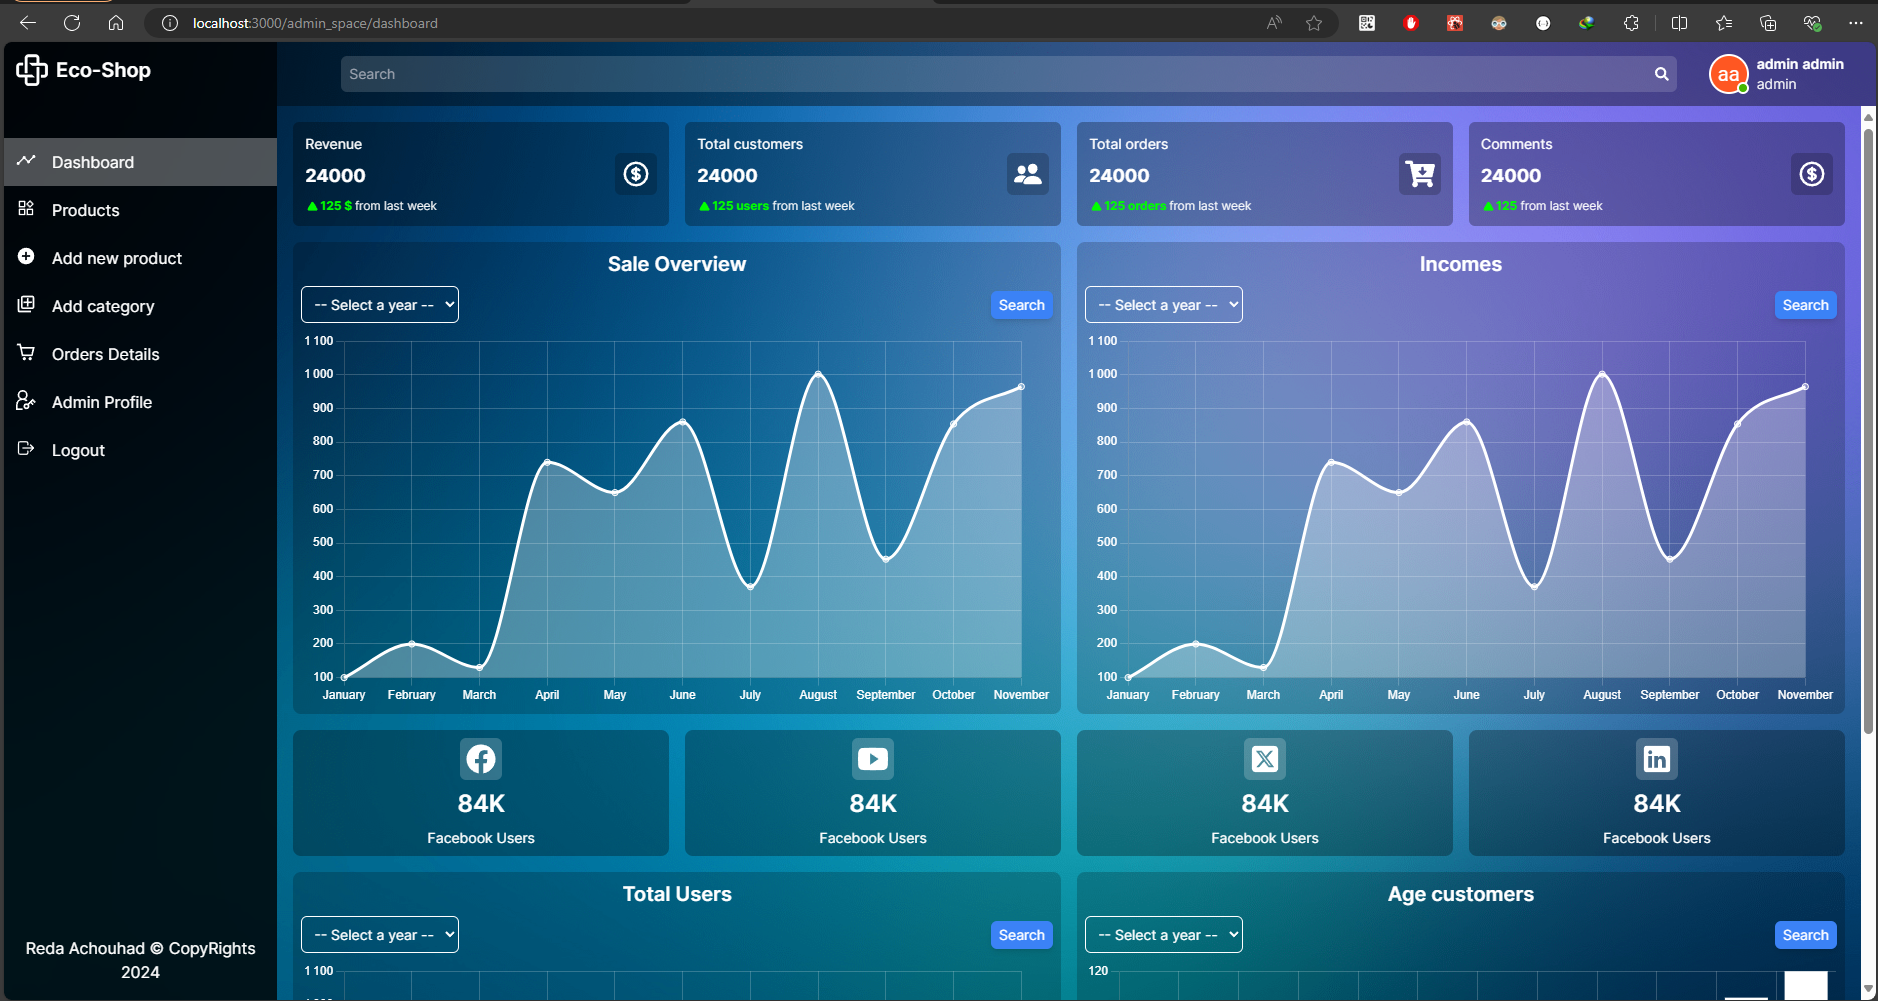 localhost:3000/admin_space/dashboard
Eco-Shop
Search
aa
admin admin
admin
Dashboard
Products
Add new product
Add category
Orders Details
Admin Profile
Logout
Reda Achouhad © CopyRights
2024
Revenue
24000
125 $ from last week
Total customers
24000
125 users from last week
Total orders
24000
125 orders from last week
Comments
24000
125 from last week
Sale Overview
-- Select a year --
Search
1 100
1 000
900
800
700
600
500
400
300
200
100
January February March April May June July August September October November
Incomes
-- Select a year --
Search
1 100
1 000
900
800
700
600
500
400
300
200
100
January February March April May June July August September October November
84K
Facebook Users
84K
Facebook Users
X
84K
Facebook Users
in
84K
Facebook Users
Total Users
-- Select a year --
Search
1 100
Age customers
-- Select a year --
Search
120